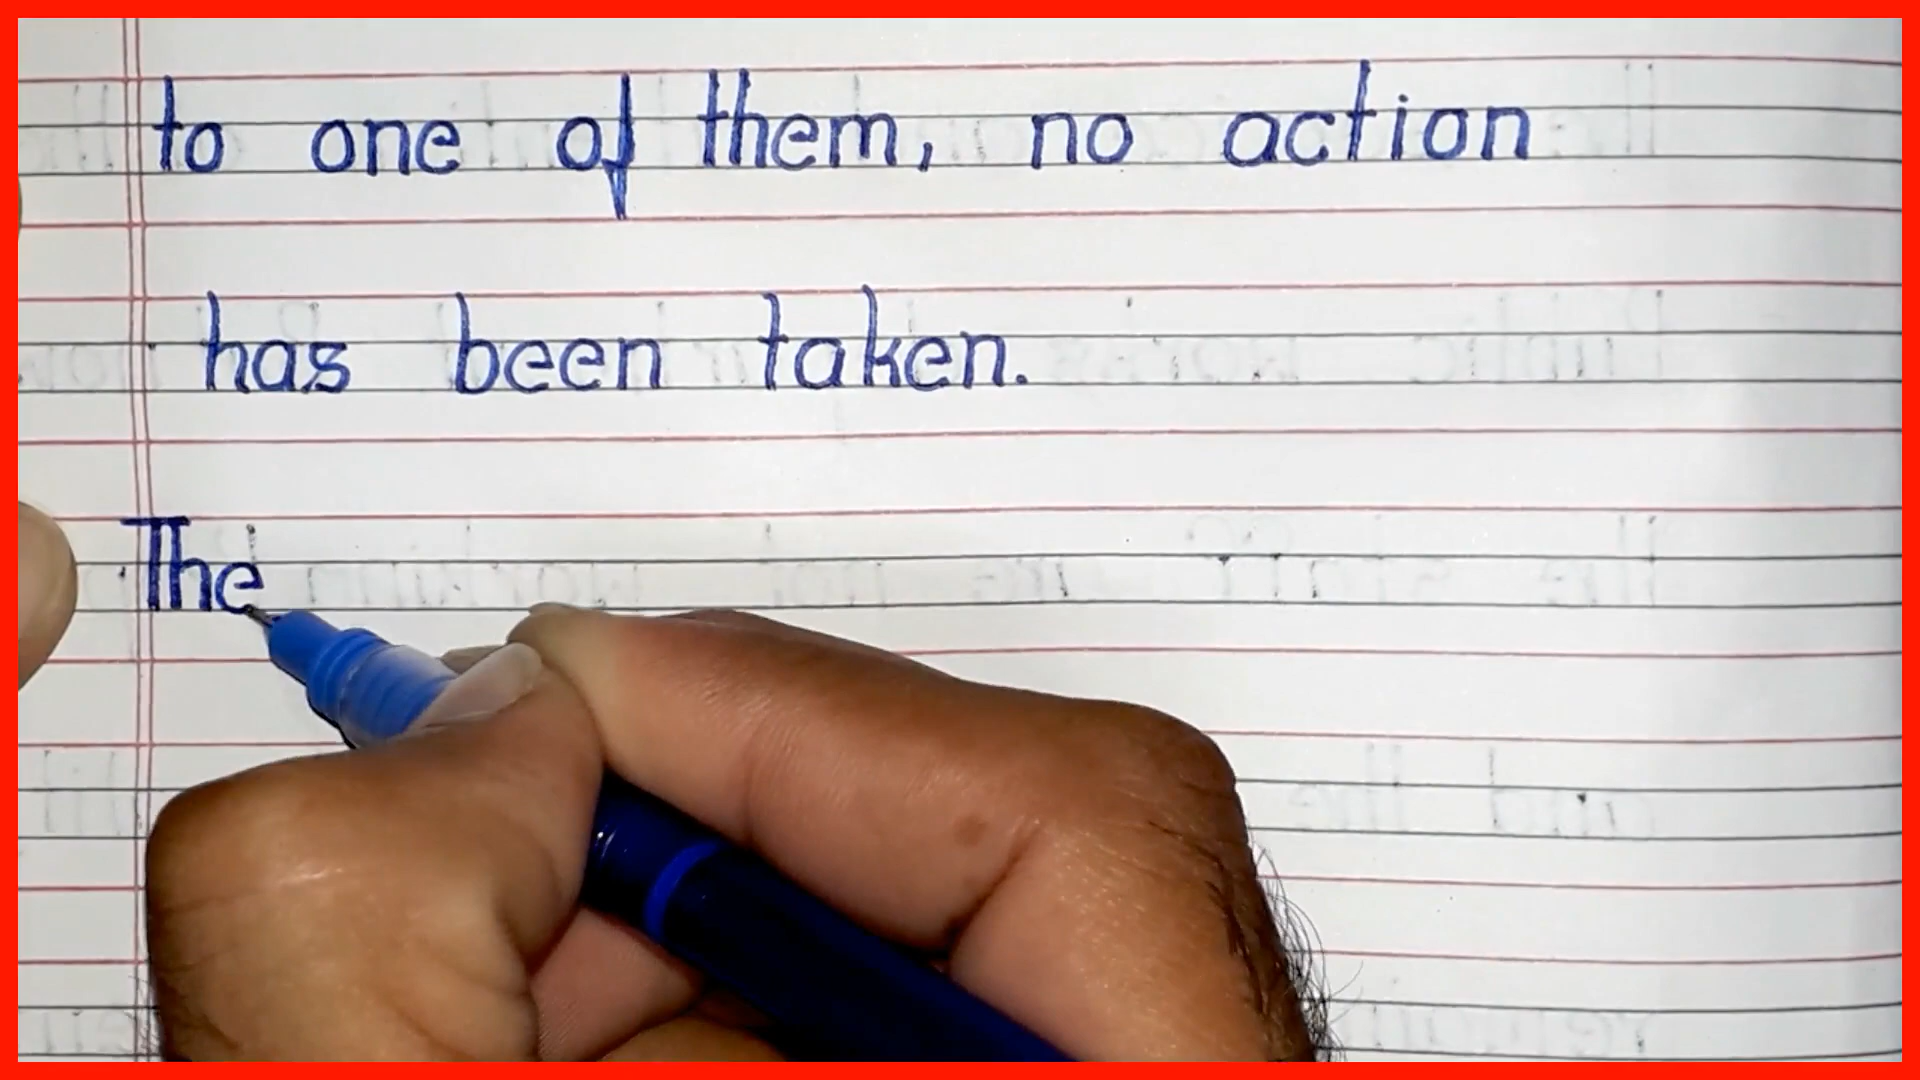 to one of them, no action
has been taken.
The